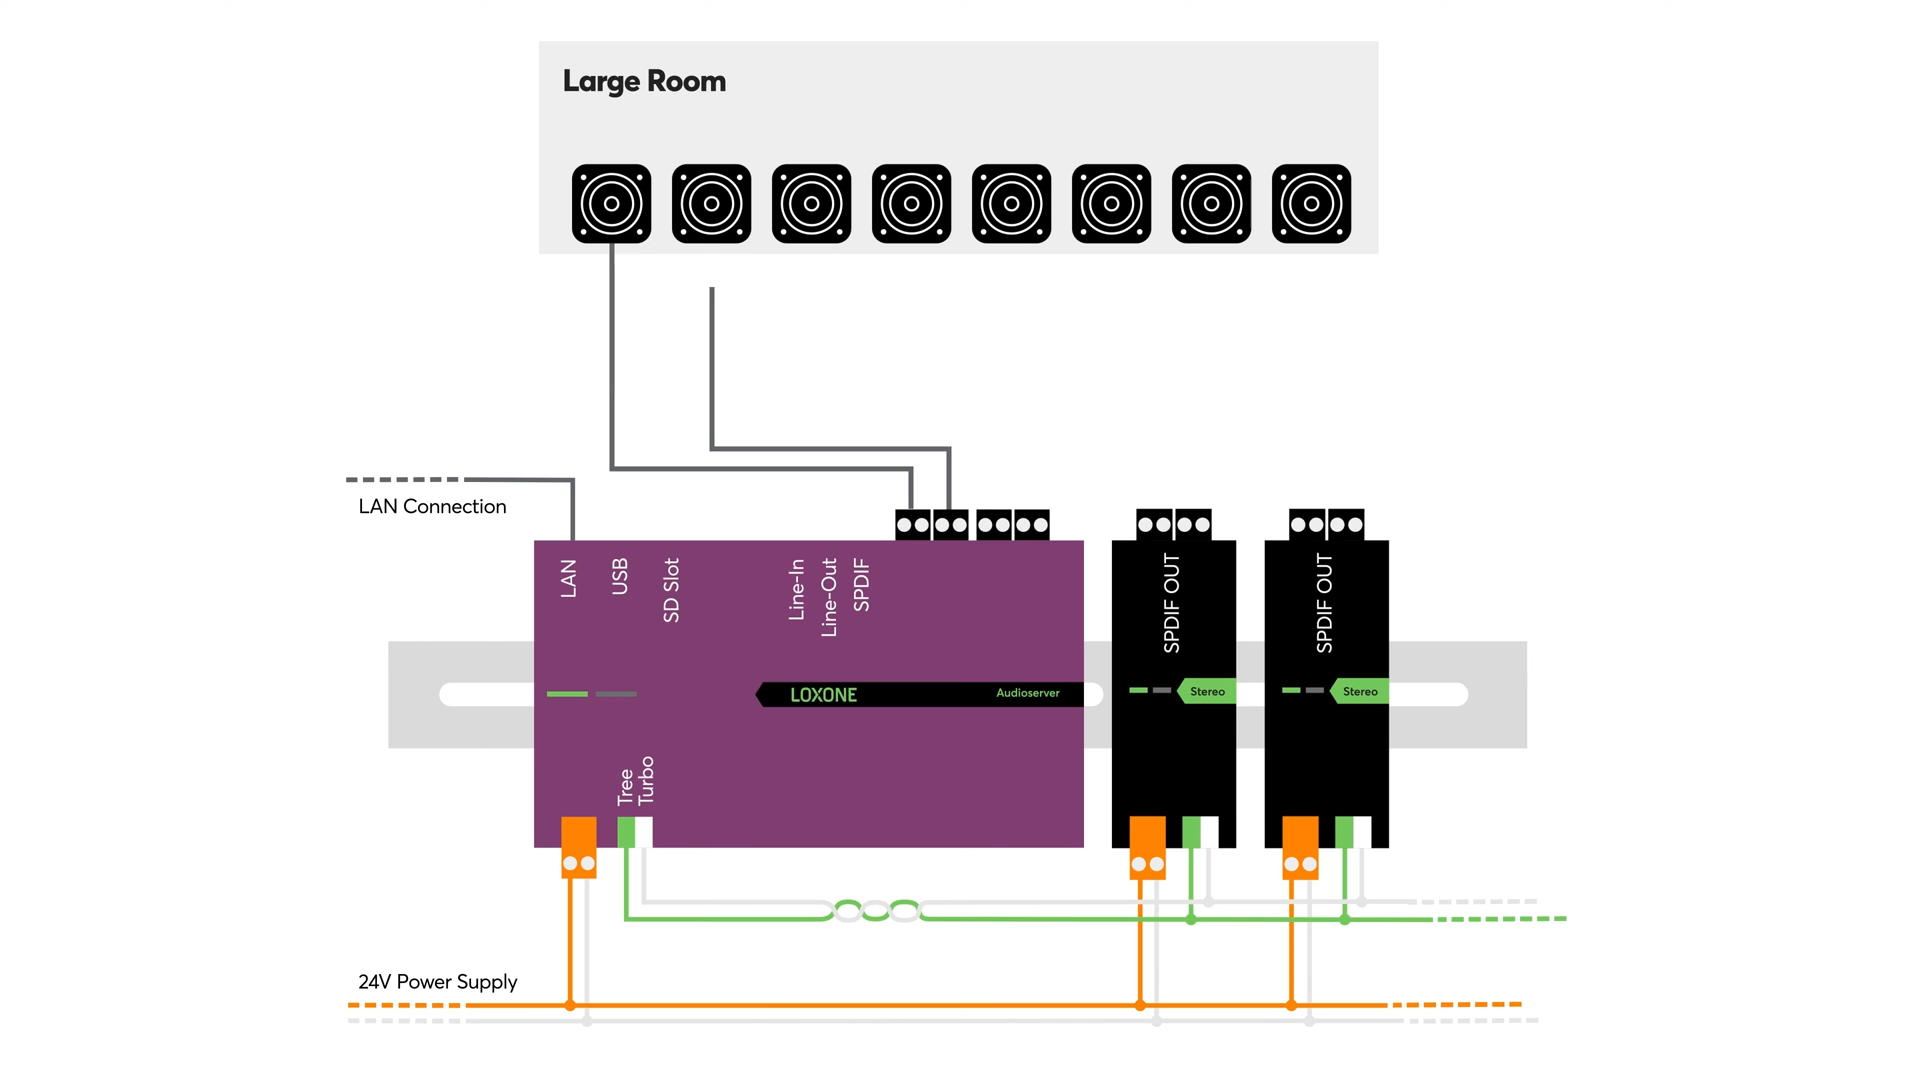 Large Room
LAN Connection
LAN
USB
SD Slot
Line-In
Line-Out
SPDIF
SPDIF OUT
SPDIF OUT
LOXONE
Audioserver
Stereo
Stereo
Tree
Turbo
24V Power Supply